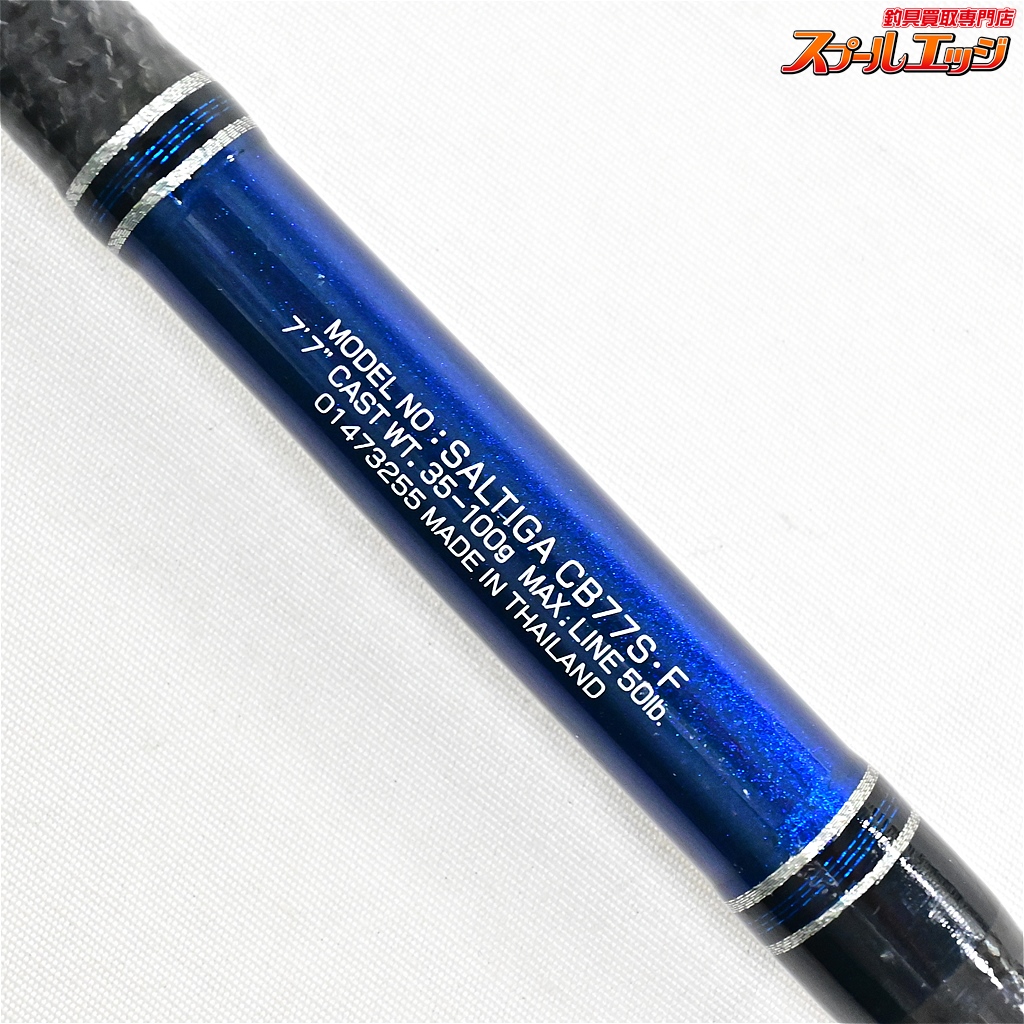 釣具買取専門店
スプールエッジ
MODEL NO : SALTIGA CB77S·F
7'7" CAST WT. 35-100g MAX: LINE 50lb.
01473255 MADE IN THAILAND